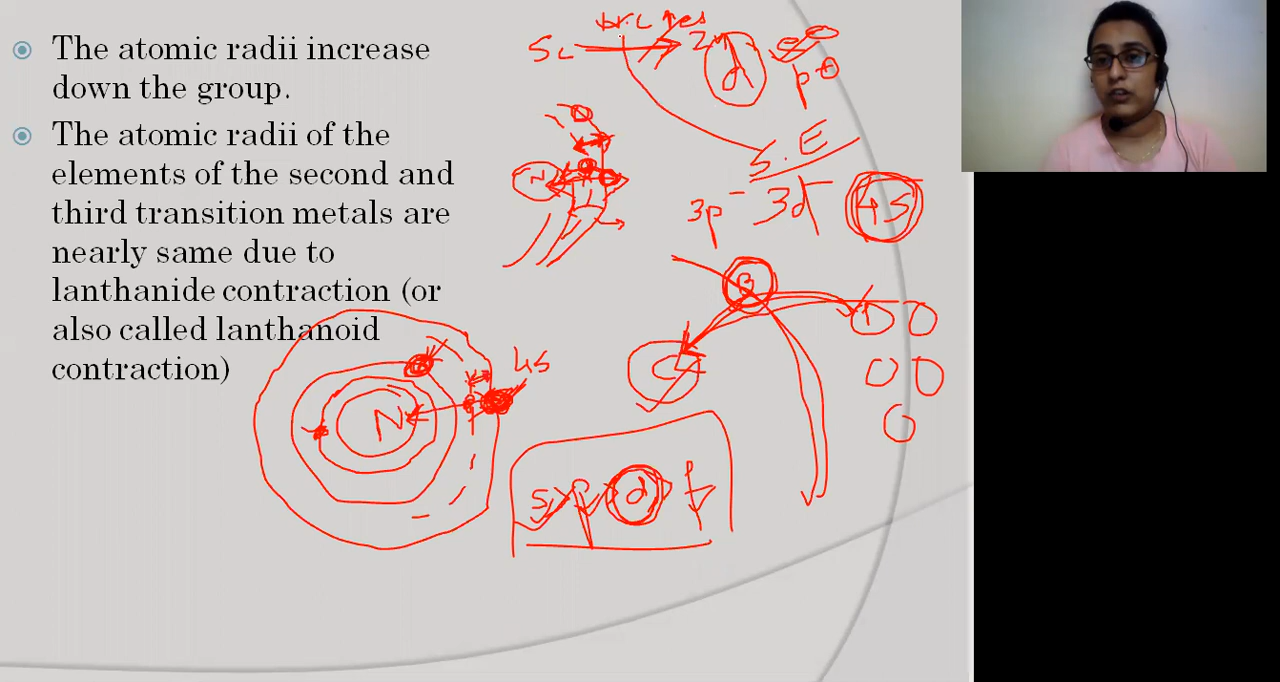 The atomic radii increase
down the group.
The atomic radii of the
elements of the second and
third transition metals are
nearly same due to
lanthanide contraction (or
also called lanthanoid
contraction)
Sc
d
p
S.E
3p 3d 4s
N
B
C
N
4s
s p d f